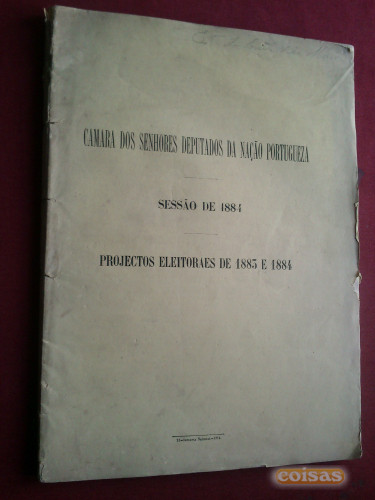 CAMARA DOS SENHORES DEPUTADOS DA NAÇÃO PORTUGUEZA
SESSÃO DE 1884
PROJECTOS ELEITORAES DE 1883 E 1884
coisas